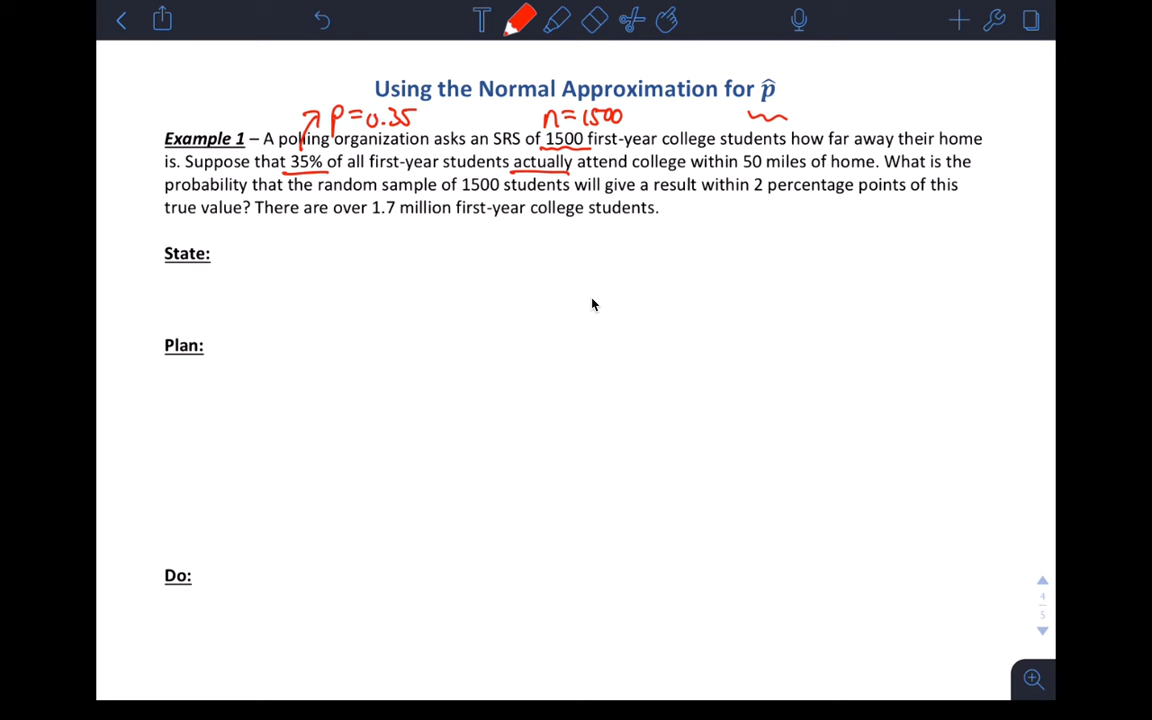 Using the Normal Approximation for p̂
p = 0.35
n = 1500
Example 1 – A polling organization asks an SRS of 1500 first-year college students how far away their home
is. Suppose that 35% of all first-year students actually attend college within 50 miles of home. What is the
probability that the random sample of 1500 students will give a result within 2 percentage points of this
true value? There are over 1.7 million first-year college students.
State:
Plan:
Do:
4
5